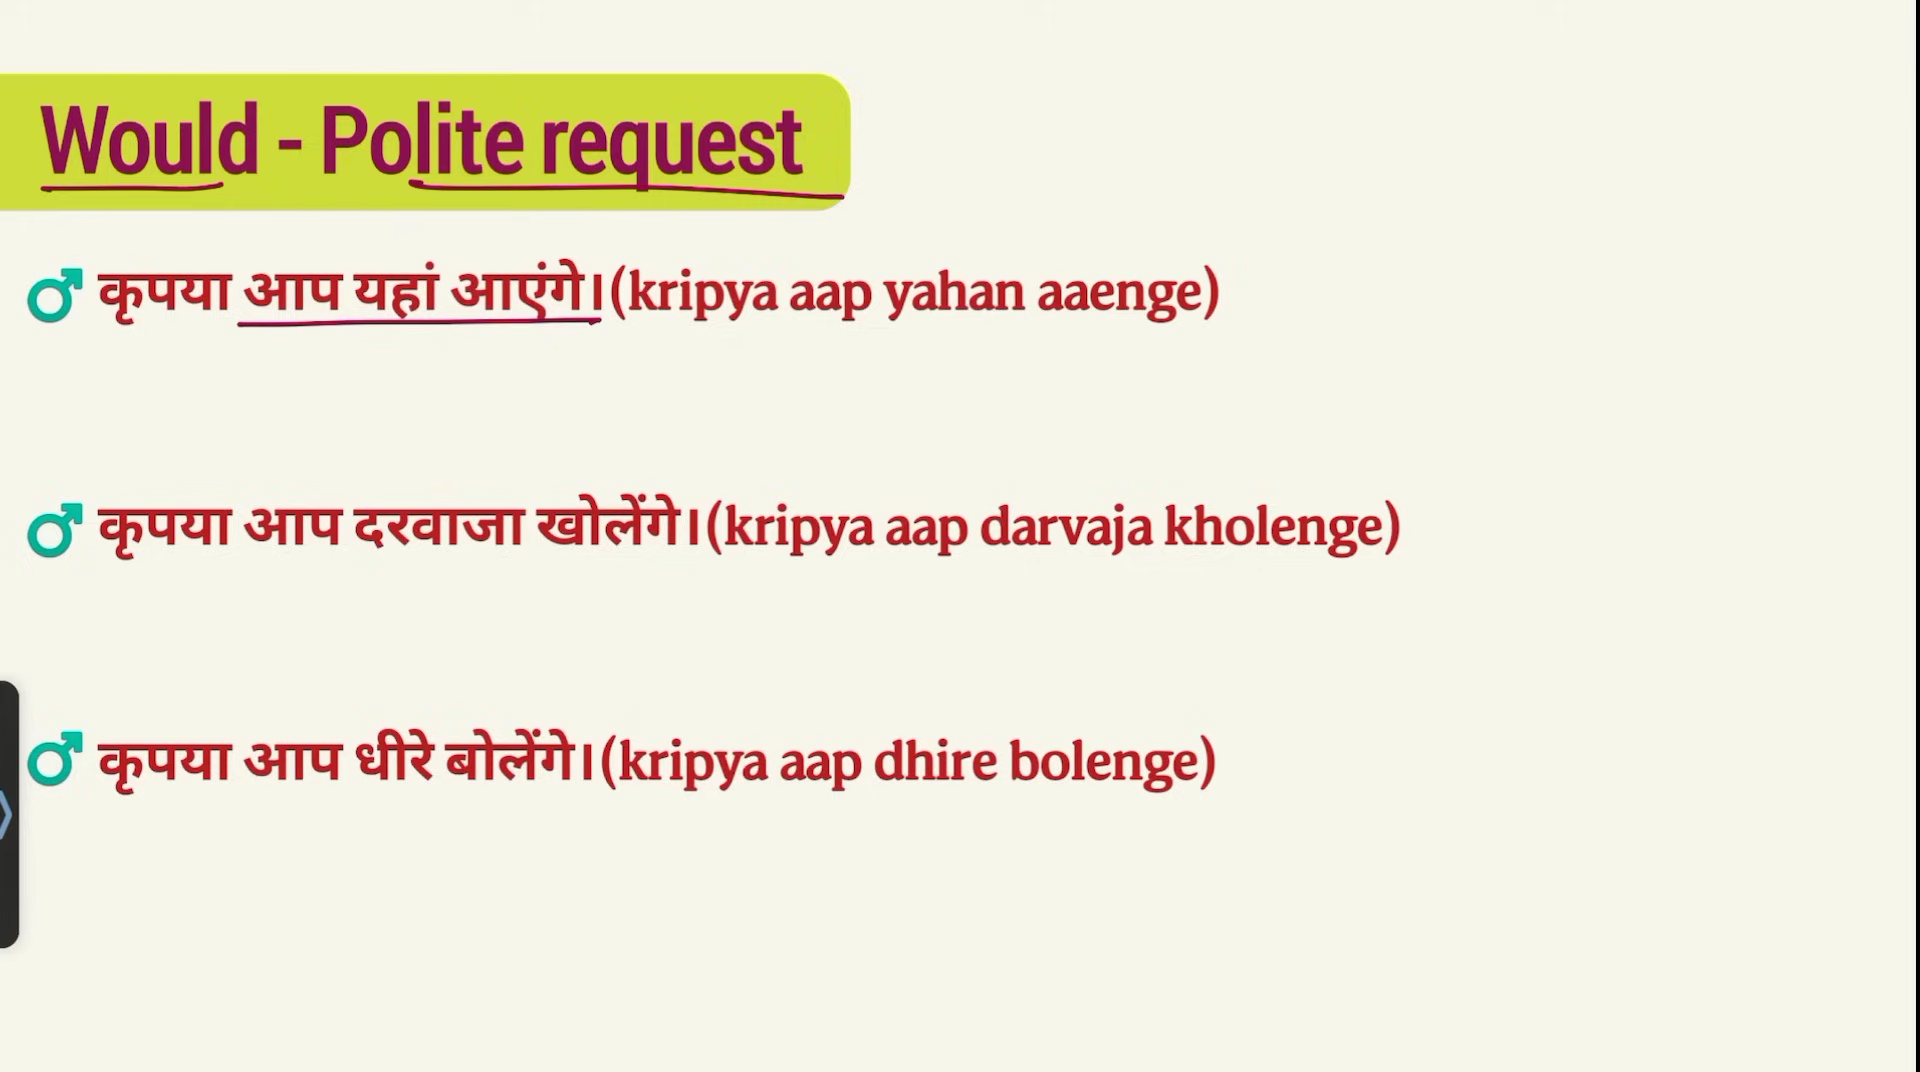 Would - Polite request
कृपया आप यहां आएंगे।(kripya aap yahan aaenge)
कृपया आप दरवाजा खोलेंगे।(kripya aap darvaja kholenge)
कृपया आप धीरे बोलेंगे।(kripya aap dhire bolenge)